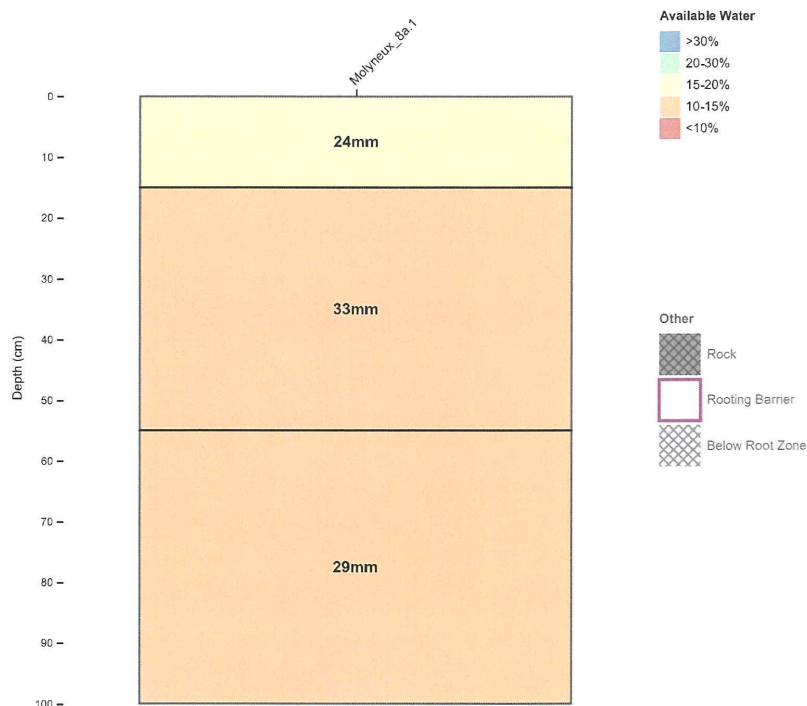 Molyneux_8a.1
Depth (cm)
0
10
20
30
40
50
60
70
80
90
100
24mm
33mm
29mm
Available Water
>30%
20-30%
15-20%
10-15%
<10%
Other
Rock
Rooting Barrier
Below Root Zone